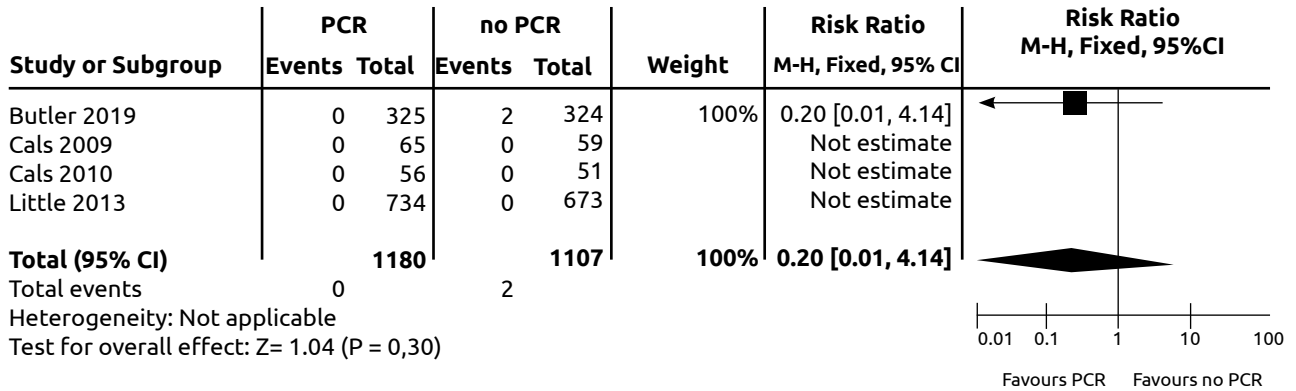 PCR no PCR Risk Ratio Risk Ratio
M-H, Fixed, 95%CI
Study or Subgroup Events Total Events Total Weight M-H, Fixed, 95% CI
Butler 2019 0 325 2 324 100% 0.20 [0.01, 4.14]
Cals 2009 0 65 0 59 Not estimate
Cals 2010 0 56 0 51 Not estimate
Little 2013 0 734 0 673 Not estimate
Total (95% CI) 1180 1107 100% 0.20 [0.01, 4.14]
Total events 0 2
Heterogeneity: Not applicable
Test for overall effect: Z= 1.04 (P = 0,30)
0.01 0.1 1 10 100
Favours PCR Favours no PCR